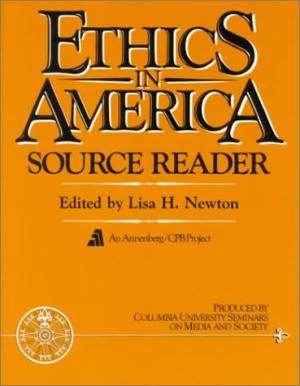 ETHICS
IN
AMERICA
SOURCE READER
Edited by Lisa H. Newton
An Annenberg/CPB Project
PRODUCED BY
COLUMBIA UNIVERSITY SEMINARS
ON MEDIA AND SOCIETY